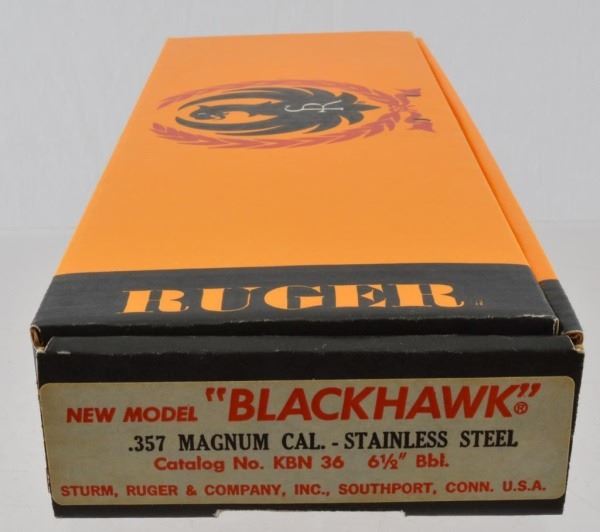 RUGER
NEW MODEL "BLACKHAWK"®
.357 MAGNUM CAL. - STAINLESS STEEL
Catalog No. KBN 36 6½" Bbl.
STURM, RUGER & COMPANY, INC., SOUTHPORT, CONN. U.S.A.